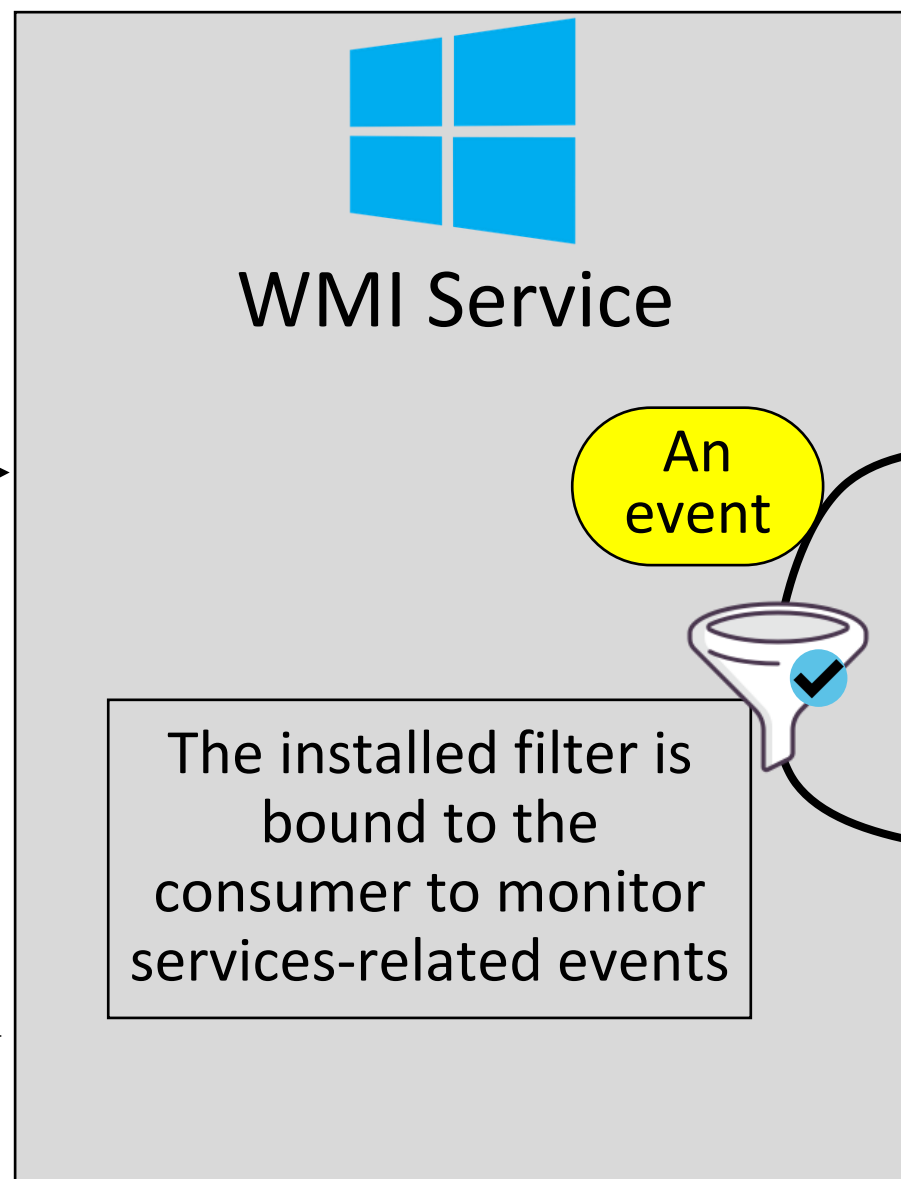 WMI Service
An
event
The installed filter is
bound to the
consumer to monitor
services-related events